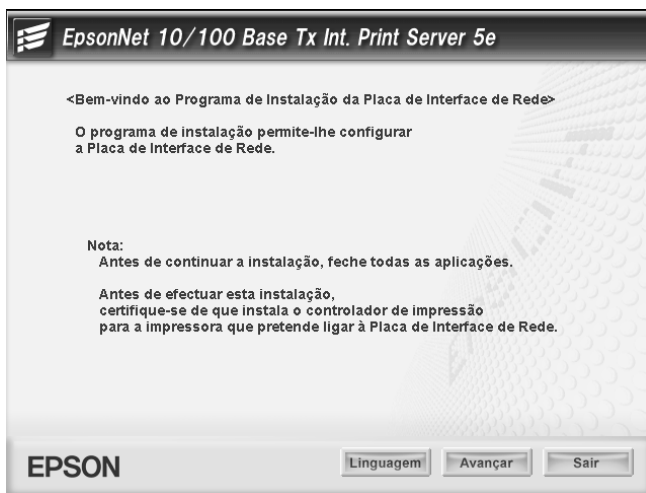 EpsonNet 10/100 Base Tx Int. Print Server 5e
<Bem-vindo ao Programa de Instalação da Placa de Interface de Rede>
O programa de instalação permite-lhe configurar
a Placa de Interface de Rede.
Nota:
Antes de continuar a instalação, feche todas as aplicações.
Antes de efectuar esta instalação,
certifique-se de que instala o controlador de impressão
para a impressora que pretende ligar à Placa de Interface de Rede.
EPSON
Linguagem
Avançar
Sair